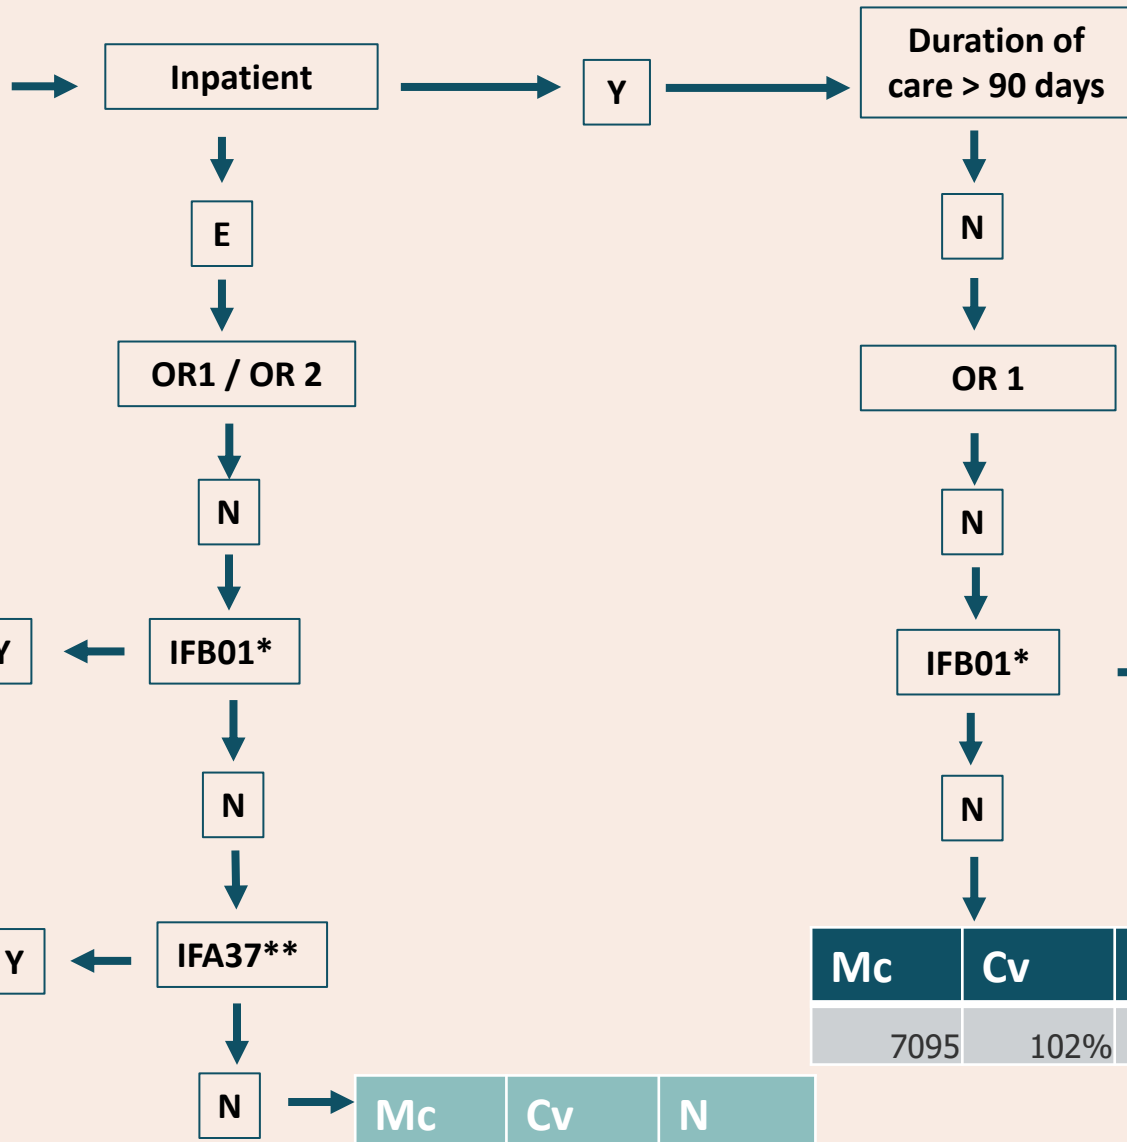 Inpatient
Y
Duration of
care > 90 days
E
N
OR1 / OR 2
OR 1
N
N
Y
IFB01*
IFB01*
N
N
Y
IFA37**
Mc Cv
7095 102%
N
Mc Cv N